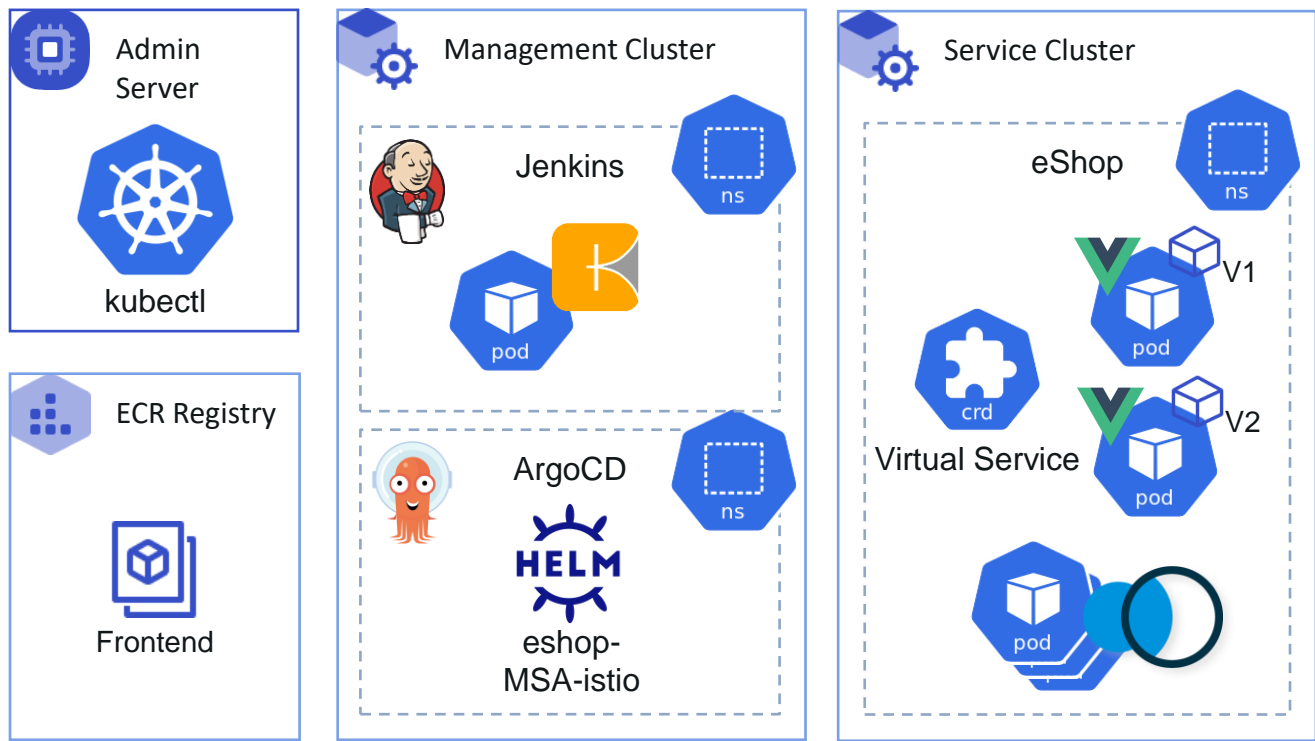 Admin
Server
kubectl
ECR Registry
Frontend
Management Cluster
Jenkins
ns
pod
ArgoCD
ns
HELM
eshop-
MSA-istio
Service Cluster
eShop
ns
V1
pod
crd
Virtual Service
V2
pod
pod